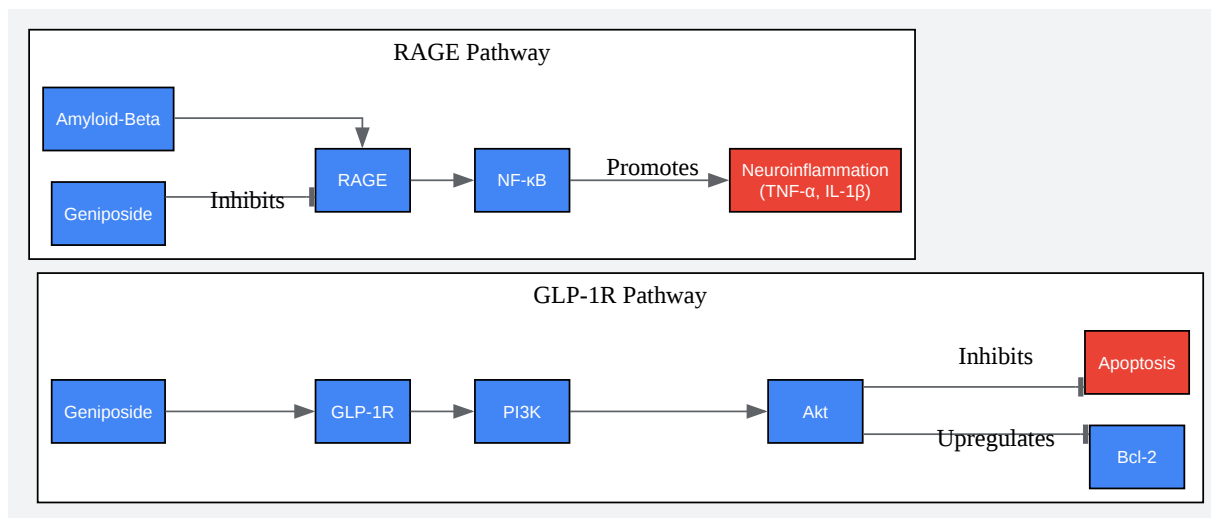 RAGE Pathway
Amyloid-Beta
Geniposide
Inhibits
RAGE
NF-κB
Promotes
Neuroinflammation
(TNF-α, IL-1β)
GLP-1R Pathway
Geniposide
GLP-1R
PI3K
Akt
Inhibits
Apoptosis
Upregulates
Bcl-2